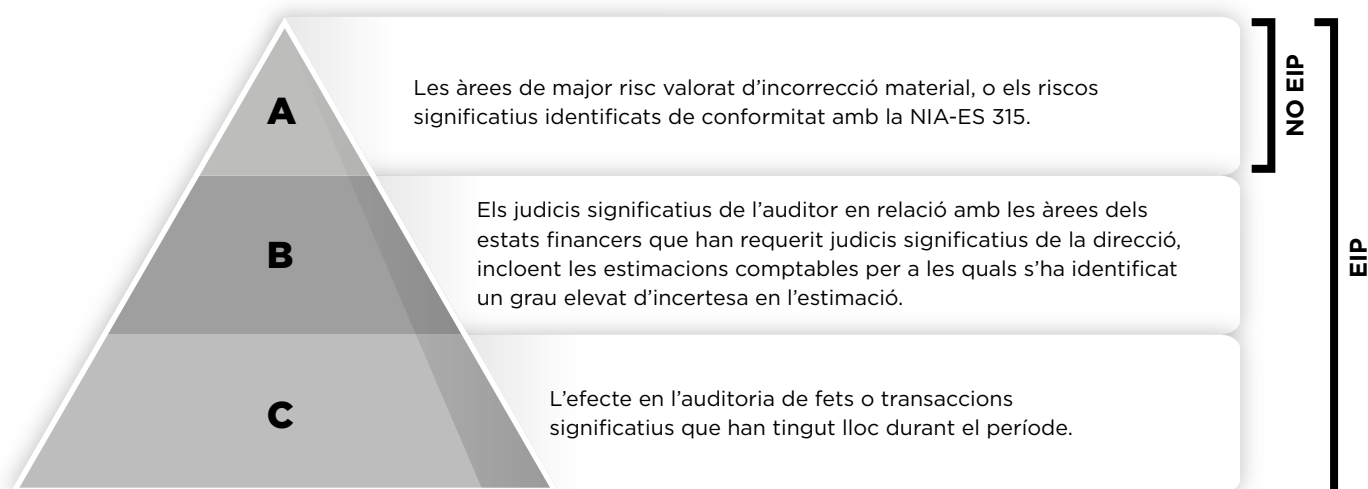 A
Les àrees de major risc valorat d'incorrecció material, o els riscos
significatius identificats de conformitat amb la NIA-ES 315.
NO EIP
B
Els judicis significatius de l'auditor en relació amb les àrees dels
estats financers que han requerit judicis significatius de la direcció,
incloent les estimacions comptables per a les quals s'ha identificat
un grau elevat d'incertesa en l'estimació.
EIP
C
L'efecte en l'auditoria de fets o transaccions
significatius que han tingut lloc durant el període.